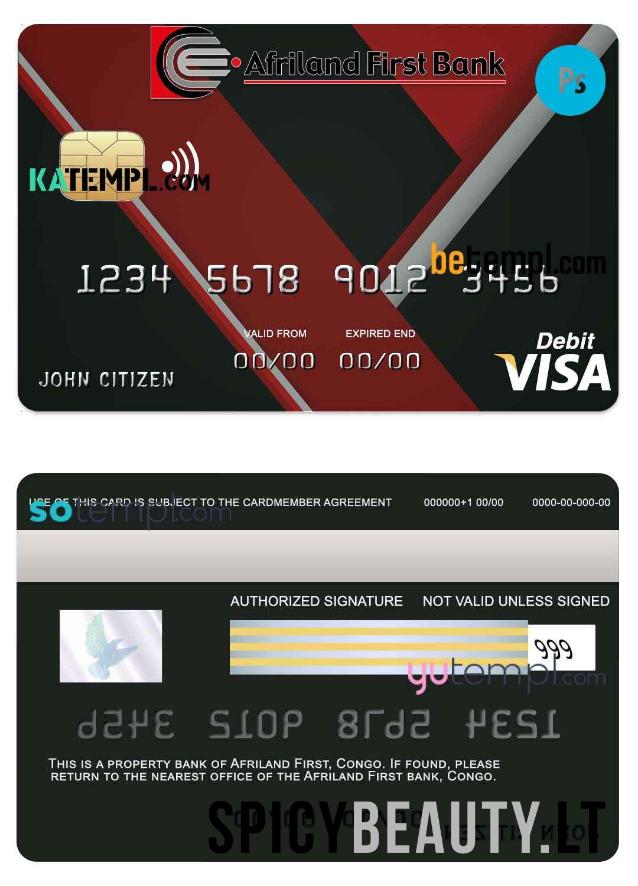 Afriland First Bank
Ps
KATEMPL.COM
betempl.com
1234 5678 9012 3456
VALID FROM EXPIRED END
00/00 00/00
Debit
VISA
JOHN CITIZEN
USE OF THIS CARD IS SUBJECT TO THE CARDMEMBER AGREEMENT 000000+1 00/00 0000-00-000-00
sotempl.com
AUTHORIZED SIGNATURE NOT VALID UNLESS SIGNED
999
yutempl.com
THIS IS A PROPERTY BANK OF AFRILAND FIRST, CONGO. IF FOUND, PLEASE
RETURN TO THE NEAREST OFFICE OF THE AFRILAND FIRST BANK, CONGO.
SPICYBEAUTY.LT